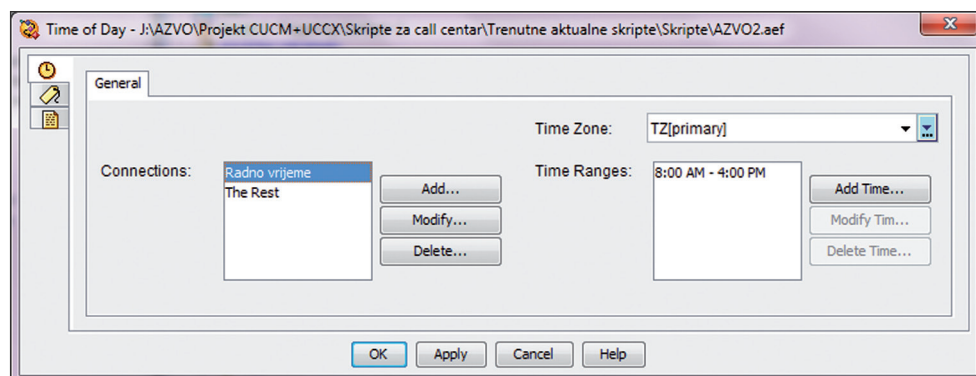 Time of Day - J:\AZVO\Projekt CUCM+UCCX\Skripte za call centar\Trenutne aktualne skripte\Skripte\AZVO2.aef
General
Time Zone: TZ[primary]
Connections:
Radno vrijeme
The Rest
Add...
Modify...
Delete...
Time Ranges:
8:00 AM - 4:00 PM
Add Time...
Modify Tim...
Delete Time...
OK Apply Cancel Help